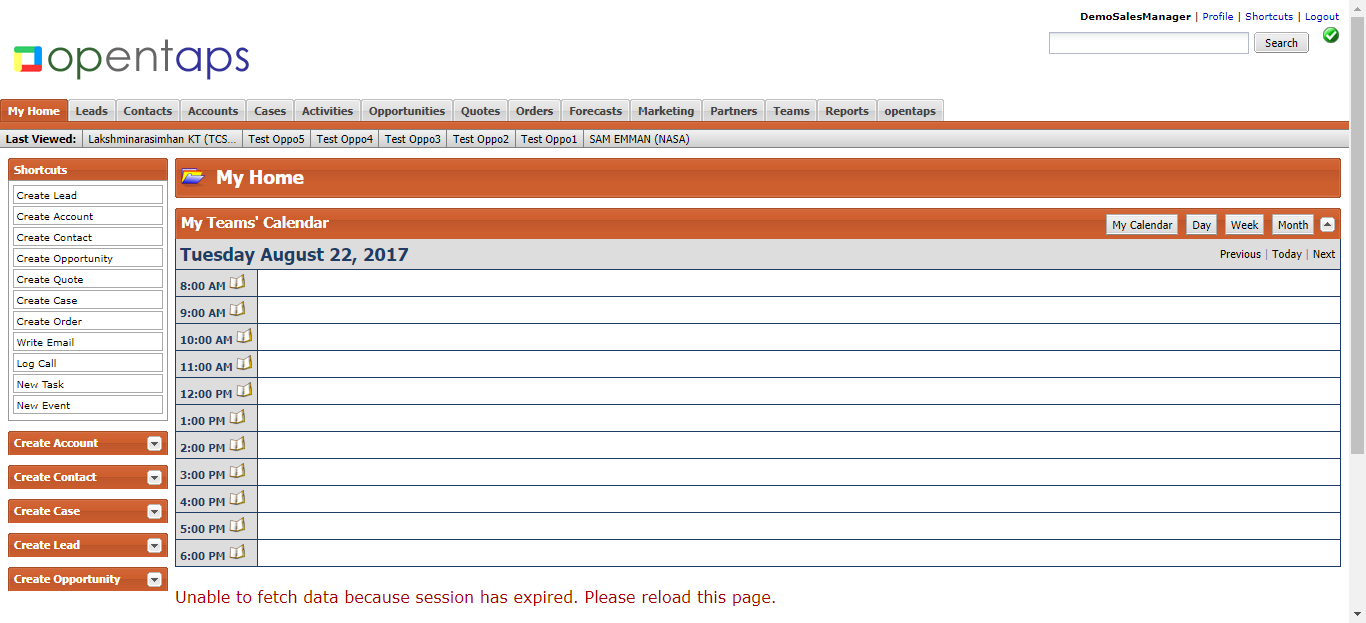 DemoSalesManager | Profile | Shortcuts | Logout
opentaps
Search
My Home Leads Contacts Accounts Cases Activities Opportunities Quotes Orders Forecasts Marketing Partners Teams Reports opentaps
Last Viewed: Lakshminarasimhan KT (TCS... Test Oppo5 Test Oppo4 Test Oppo3 Test Oppo2 Test Oppo1 SAM EMMAN (NASA)
Shortcuts
Create Lead
Create Account
Create Contact
Create Opportunity
Create Quote
Create Case
Create Order
Write Email
Log Call
New Task
New Event
Create Account
Create Contact
Create Case
Create Lead
Create Opportunity
My Home
My Teams' Calendar My Calendar Day Week Month
Tuesday August 22, 2017 Previous | Today | Next
8:00 AM
9:00 AM
10:00 AM
11:00 AM
12:00 PM
1:00 PM
2:00 PM
3:00 PM
4:00 PM
5:00 PM
6:00 PM
Unable to fetch data because session has expired. Please reload this page.